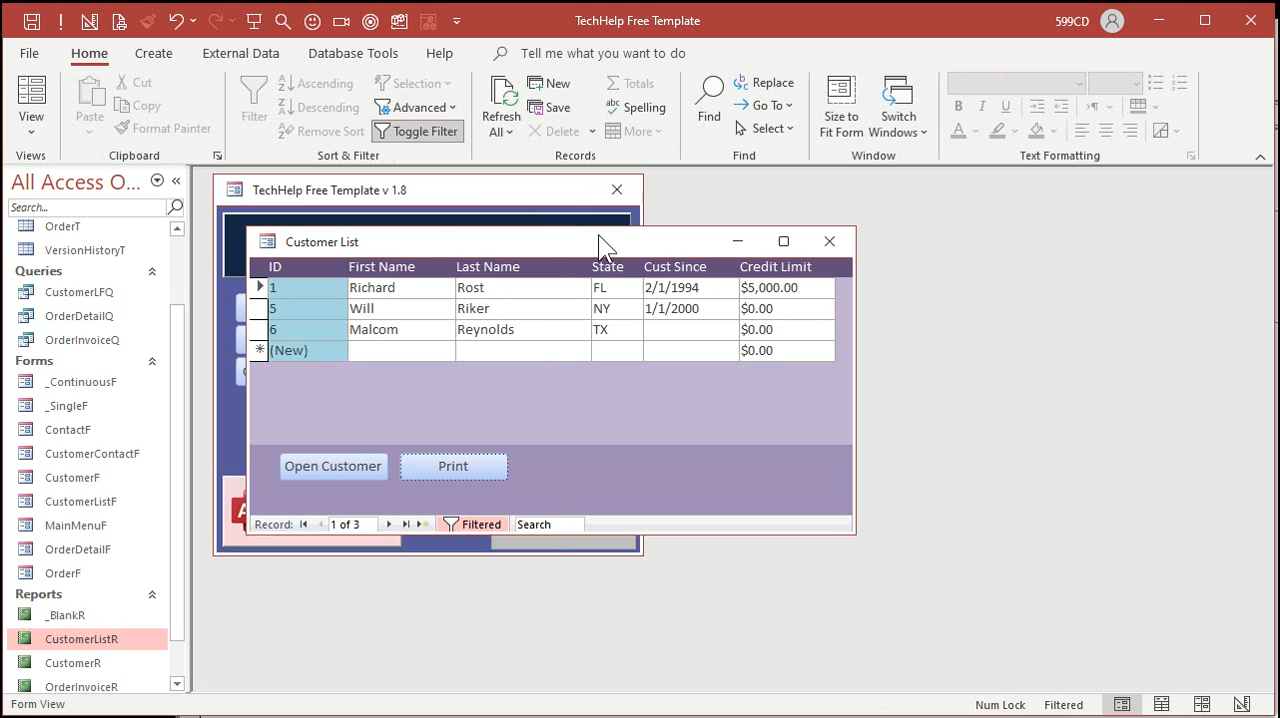 TechHelp Free Template
599CD
File Home Create External Data Database Tools Help Tell me what you want to do
View
Views
Paste
Cut
Copy
Format Painter
Clipboard
Filter
Ascending
Descending
Remove Sort
Selection
Advanced
Toggle Filter
Sort & Filter
Refresh
All
New
Save
Delete
Totals
Spelling
More
Records
Find
Replace
Go To
Select
Find
Size to
Fit Form
Switch
Windows
Window
Text Formatting
All Access O...
Search...
OrderT
VersionHistoryT
Queries
CustomerLFQ
OrderDetailQ
OrderInvoiceQ
Forms
_ContinuousF
_SingleF
ContactF
CustomerContactF
CustomerF
CustomerListF
MainMenuF
OrderDetailF
OrderF
Reports
_BlankR
CustomerListR
CustomerR
OrderInvoiceR
TechHelp Free Template v 1.8
Customer List
ID First Name Last Name State Cust Since Credit Limit
1 Richard Rost FL 2/1/1994 $5,000.00
5 Will Riker NY 1/1/2000 $0.00
6 Malcom Reynolds TX $0.00
(New) $0.00
Open Customer Print
Record: 1 of 3 Filtered Search
Form View Num Lock Filtered